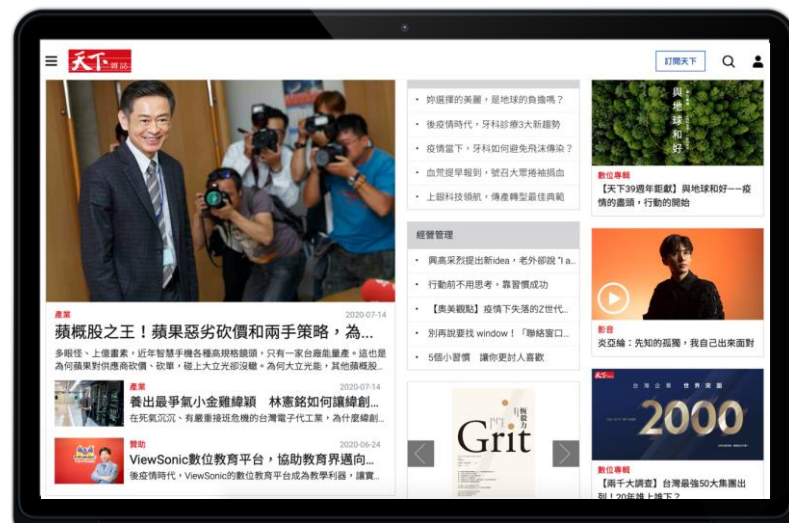 天下雜誌
訂閱天下
產業
2020-07-14
蘋概股之王！蘋果惡劣砍價和兩手策略，為...
多眼怪、上億畫素，近年智慧手機各種高規格鏡頭，只有一家台廠能量產。這也是
為何蘋果對供應商砍價、砍單，碰上大立光卻沒轍。為何大立光能，其他蘋概股...
產業
2020-07-14
養出最爭氣小金雞緯穎 林憲銘如何讓緯創...
在死氣沉沉、有嚴重接班危機的台灣電子代工業，為什麼緯創...
贊助
2020-06-24
ViewSonic數位教育平台，協助教育界邁向...
後疫情時代，ViewSonic的數位教育平台成為教學利器，讓實...
・ 妳選擇的美麗，是地球的負擔嗎？
・ 後疫情時代，牙科診療3大新趨勢
・ 疫情當下，牙科如何避免飛沫傳染？
・ 血荒提早報到，號召大眾捲袖捐血
・ 上銀科技領航，傳產轉型最佳典範
經營管理
・ 興高采烈提出新idea，老外卻說 "I a...
・ 行動前不用思考，靠習慣成功
・ 【奧美觀點】疫情下失落的Z世代...
・ 別再說要找 window！「聯絡窗口...
・ 5個小習慣 讓你更討人喜歡
恆毅力
Grit
與地球和好
數位專輯
【天下39週年鉅獻】與地球和好——疫
情的盡頭，行動的開始
影音
炎亞綸：先知的孤獨，我自己出來面對
天下
台灣企業 世界突圍
2000
數位專輯
【兩千大調查】台灣最強50大集團出
列！20年誰上誰下？